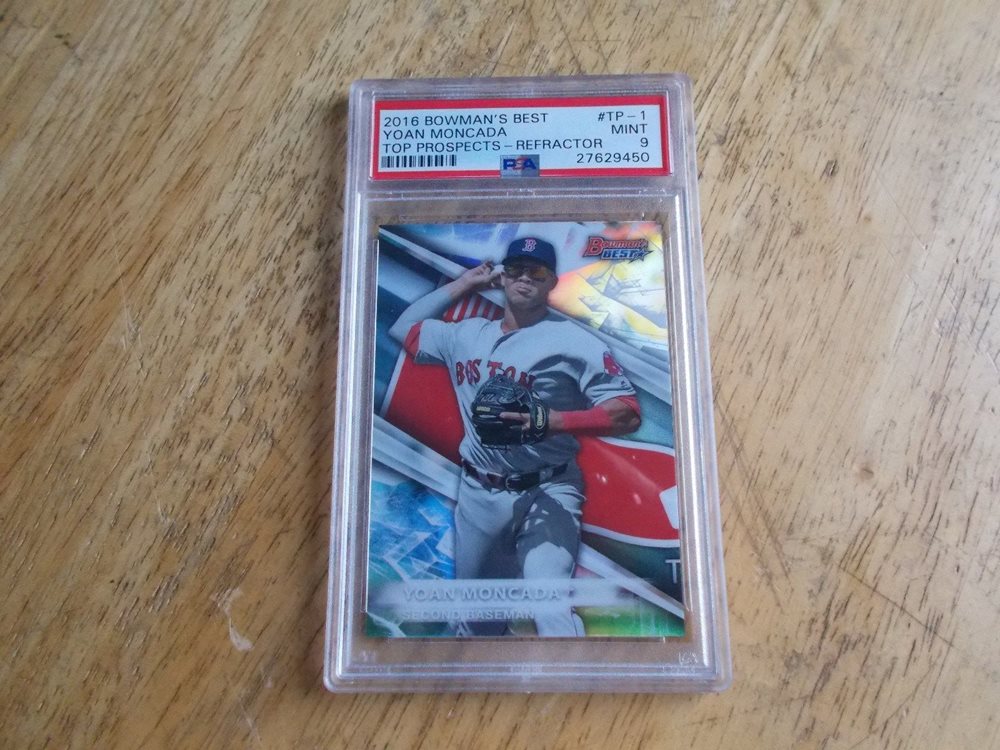 2016 BOWMAN'S BEST #TP-1
YOAN MONCADA MINT
TOP PROSPECTS-REFRACTOR 9
PSA 27629450
Bowman's
BEST
B
BOSTON
YOAN MONCADA
SECOND BASEMAN
T